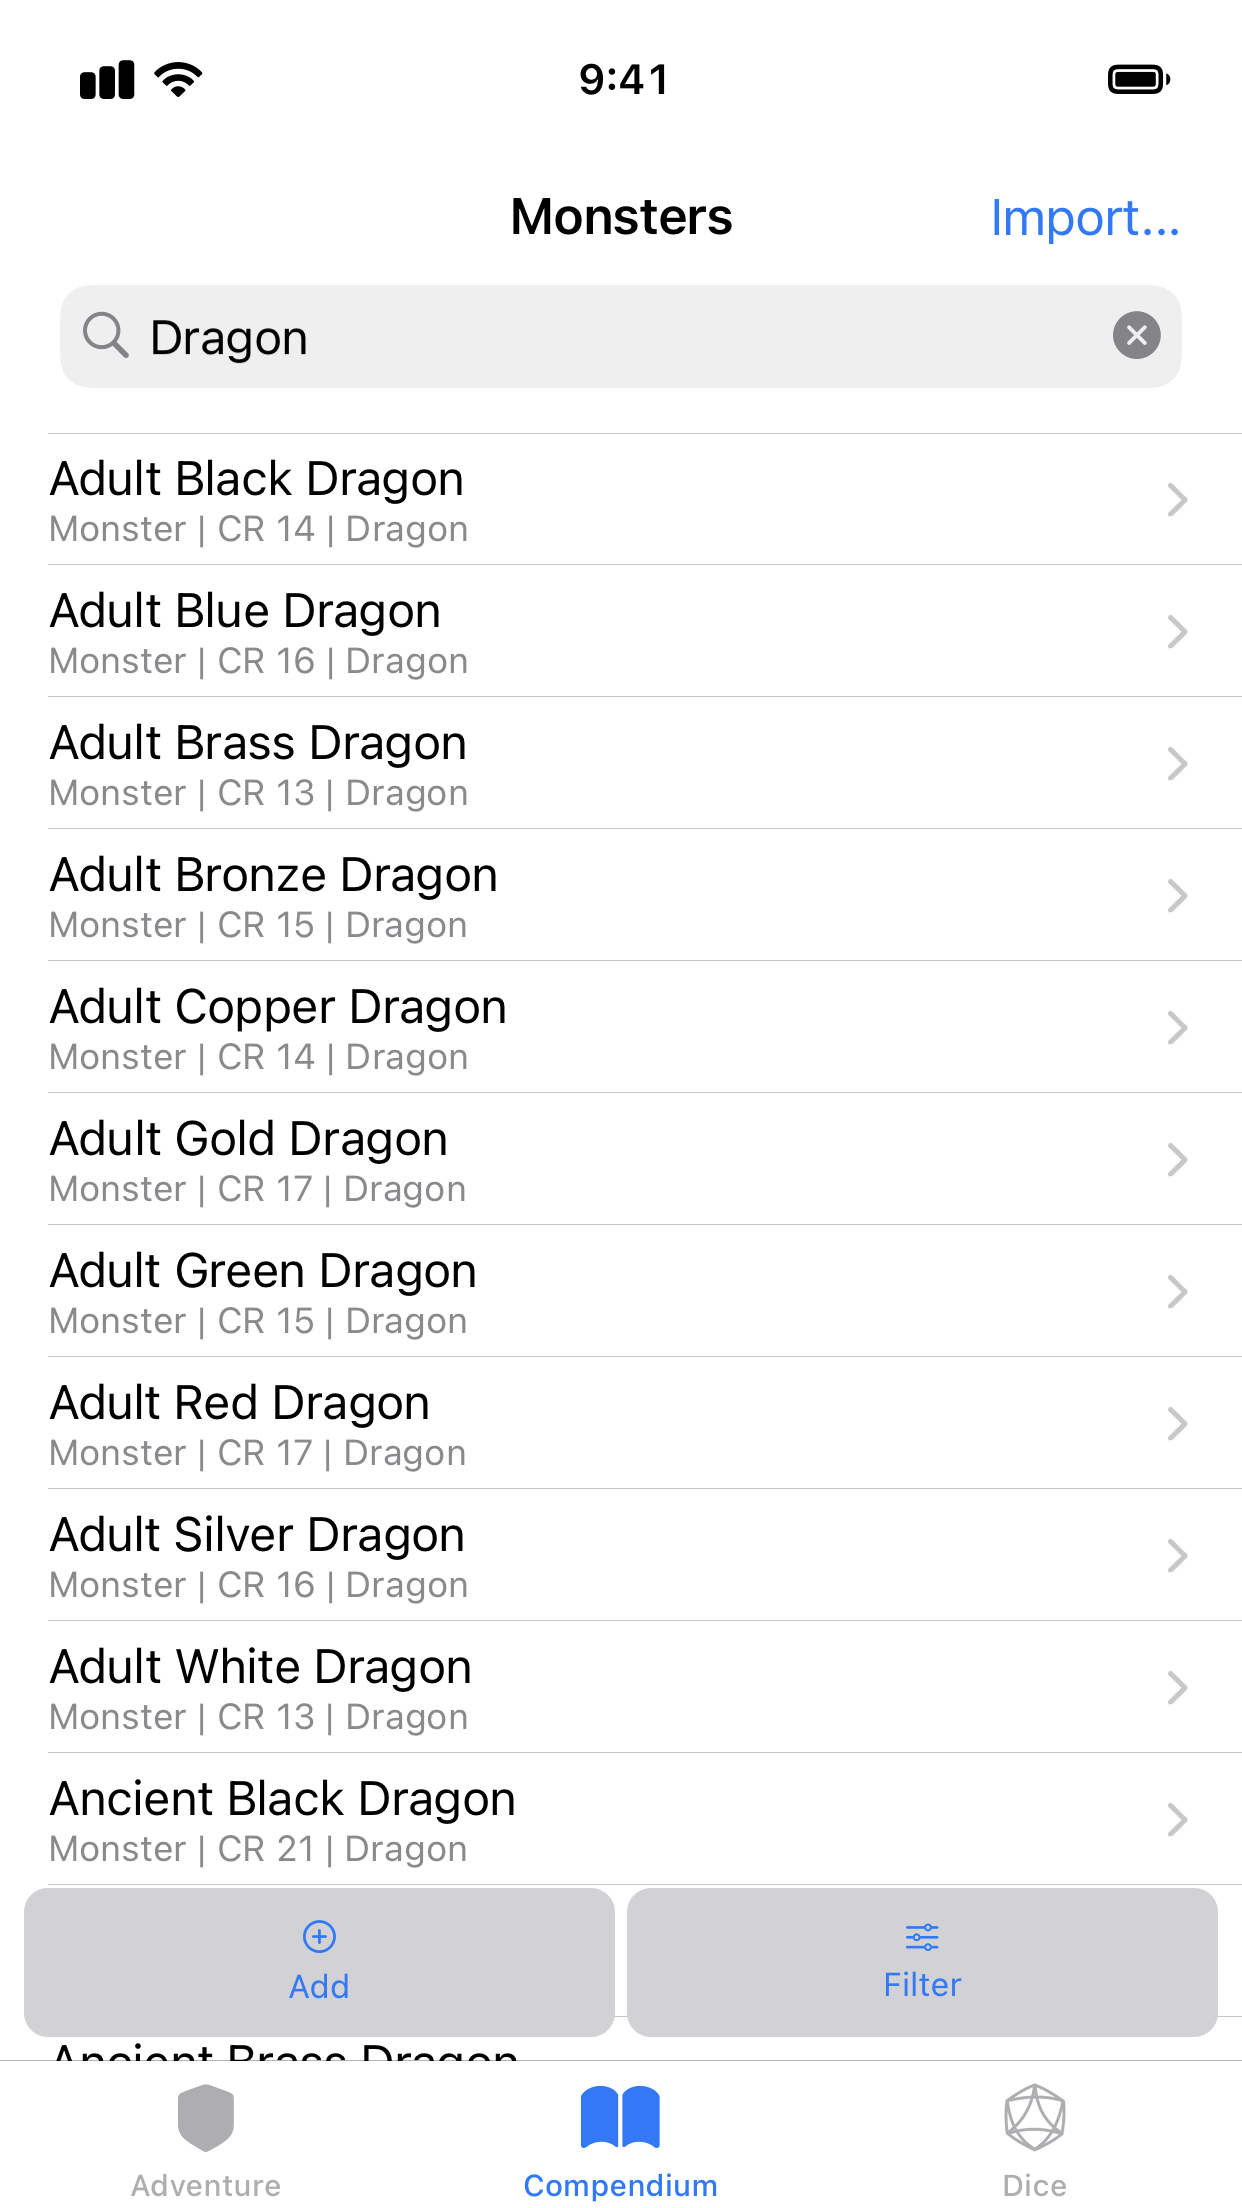 9:41
Monsters
Import...
Dragon
Adult Black Dragon
Monster | CR 14 | Dragon
Adult Blue Dragon
Monster | CR 16 | Dragon
Adult Brass Dragon
Monster | CR 13 | Dragon
Adult Bronze Dragon
Monster | CR 15 | Dragon
Adult Copper Dragon
Monster | CR 14 | Dragon
Adult Gold Dragon
Monster | CR 17 | Dragon
Adult Green Dragon
Monster | CR 15 | Dragon
Adult Red Dragon
Monster | CR 17 | Dragon
Adult Silver Dragon
Monster | CR 16 | Dragon
Adult White Dragon
Monster | CR 13 | Dragon
Ancient Black Dragon
Monster | CR 21 | Dragon
Add
Filter
Ancient Brass Dragon
Adventure
Compendium
Dice